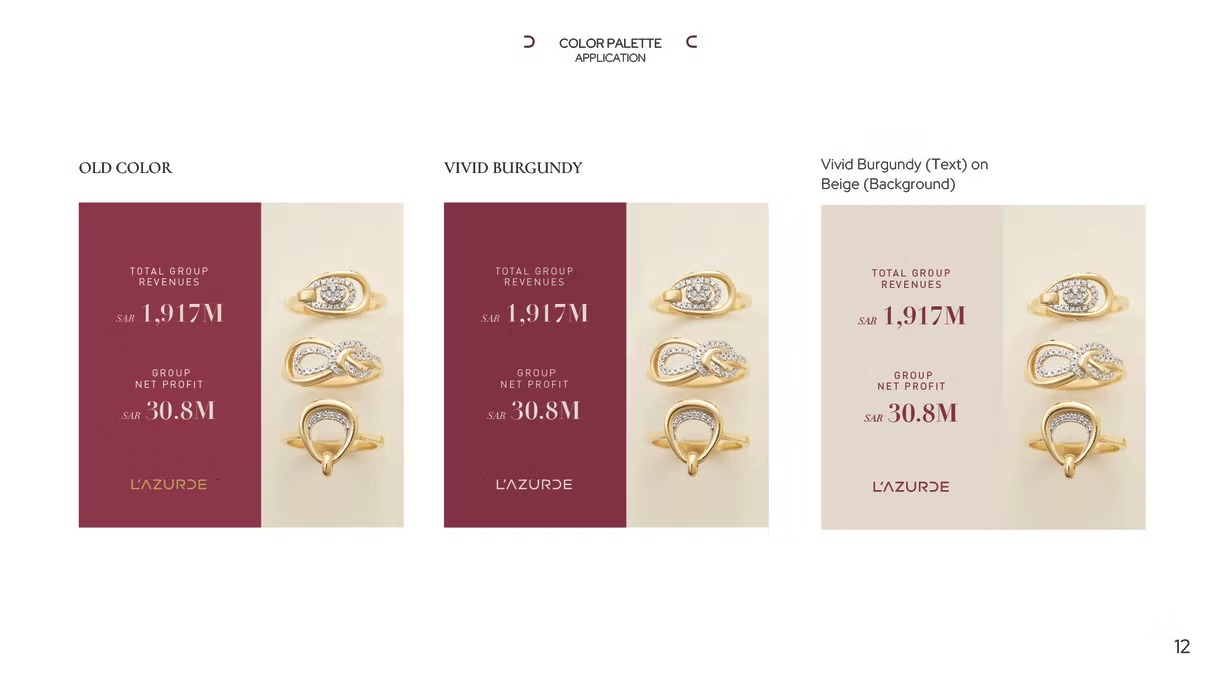 COLOR PALETTE
APPLICATION
OLD COLOR
TOTAL GROUP
REVENUES
SAR 1,917M
GROUP
NET PROFIT
SAR 30.8M
L'AZURDE
VIVID BURGUNDY
TOTAL GROUP
REVENUES
SAR 1,917M
GROUP
NET PROFIT
SAR 30.8M
L'AZURDE
Vivid Burgundy (Text) on
Beige (Background)
TOTAL GROUP
REVENUES
SAR 1,917M
GROUP
NET PROFIT
SAR 30.8M
L'AZURDE
12